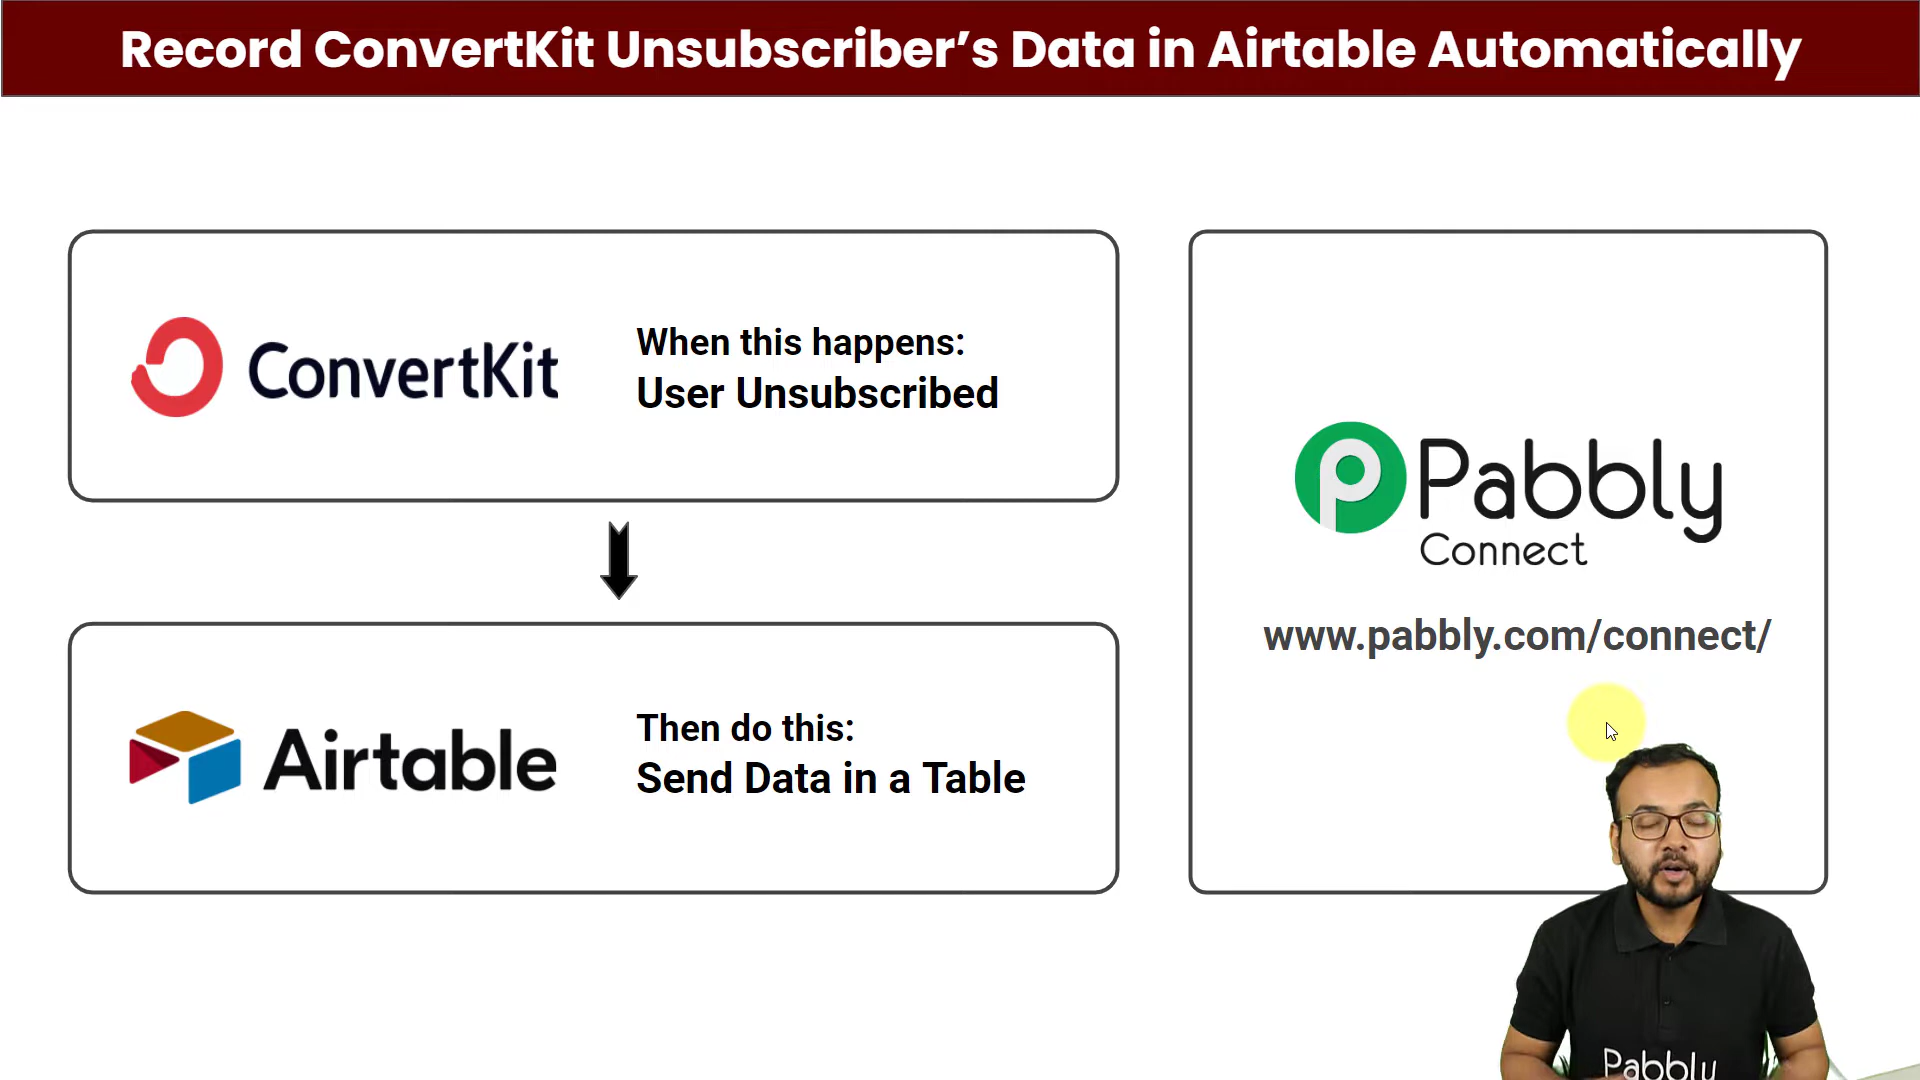 Record ConvertKit Unsubscriber’s Data in Airtable Automatically
ConvertKit
When this happens:
User Unsubscribed
Airtable
Then do this:
Send Data in a Table
Pabbly
Connect
www.pabbly.com/connect/
Pabbly